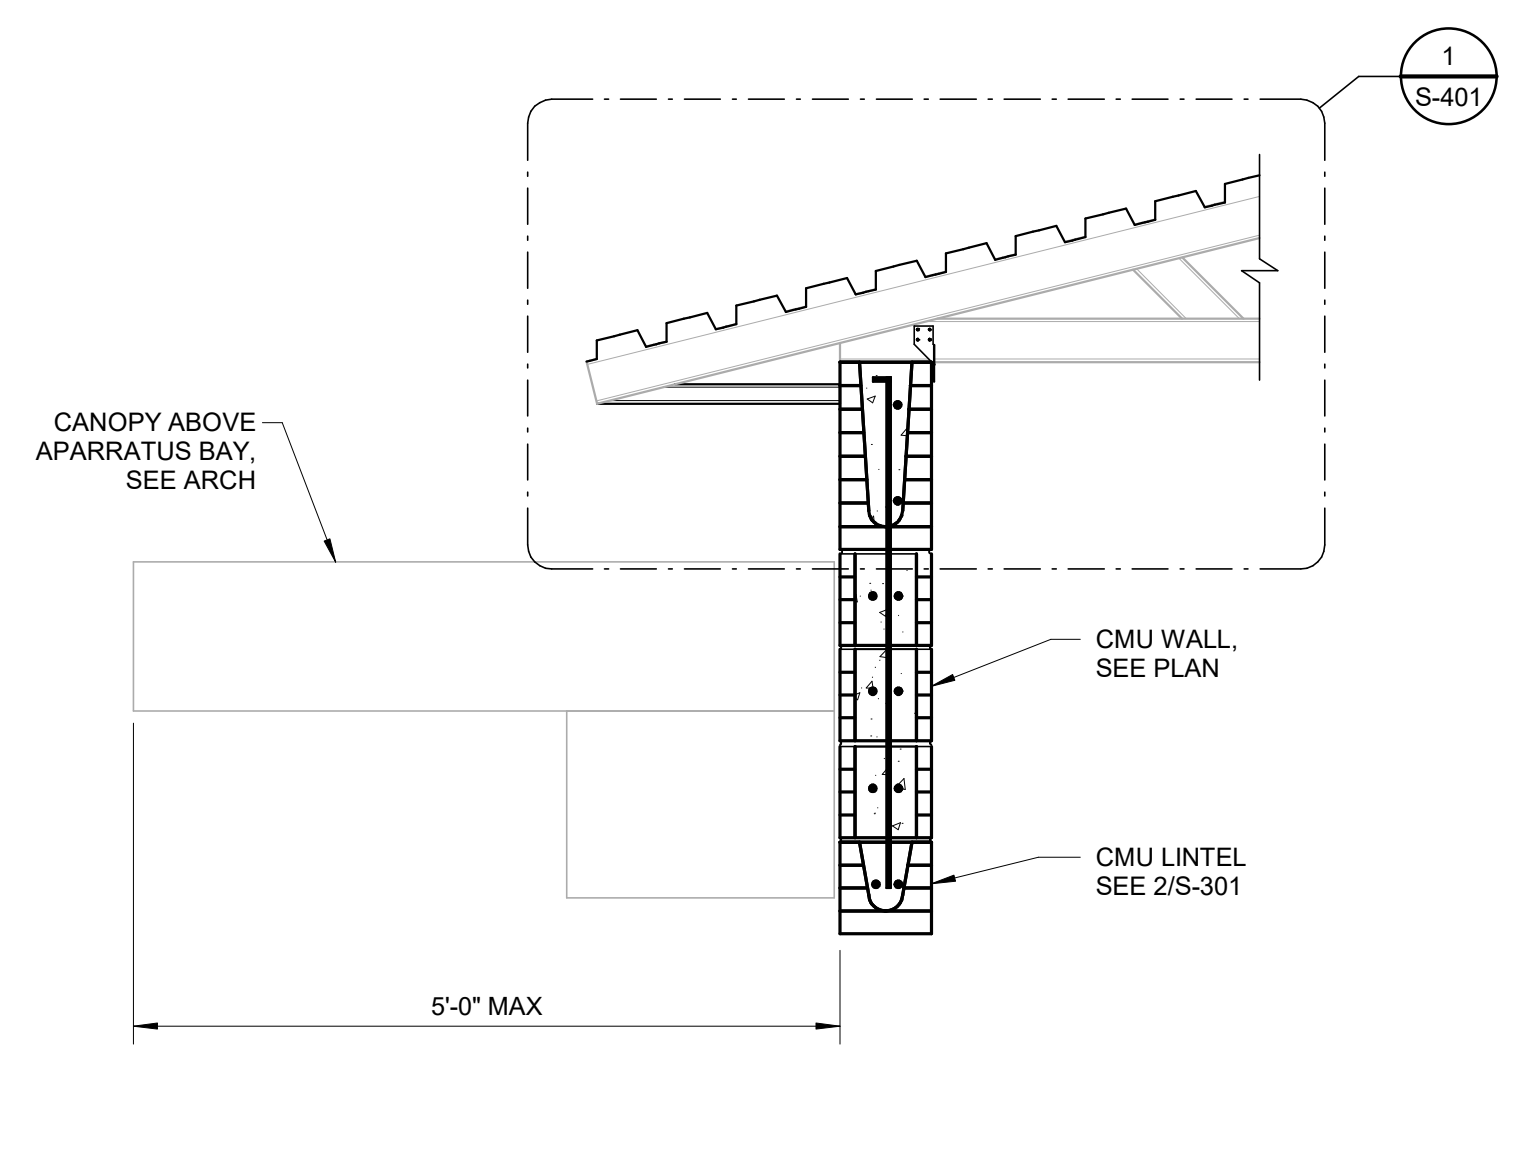 1
S-401
CANOPY ABOVE
APARRATUS BAY,
SEE ARCH
CMU WALL,
SEE PLAN
CMU LINTEL
SEE 2/S-301
5'-0" MAX